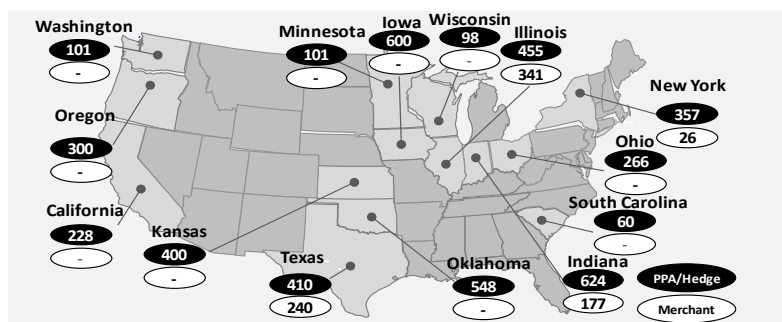 Washington
101
-
Oregon
300
-
California
228
-
Kansas
400
-
Texas
410
240
Minnesota
101
-
Iowa
600
-
Wisconsin
98
-
Illinois
455
341
New York
357
26
Ohio
266
-
South Carolina
60
-
Oklahoma
548
-
Indiana
624
177
PPA/Hedge
Merchant